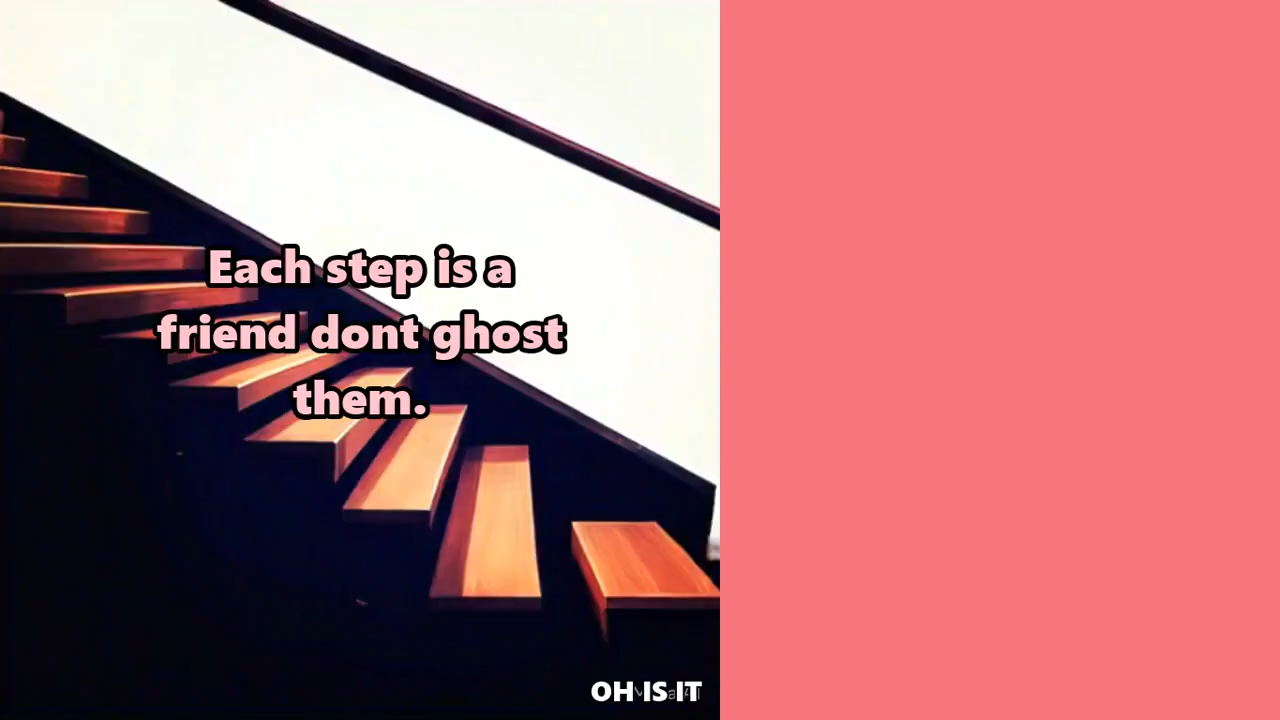 Each step is a
friend dont ghost
them.
OH IS IT